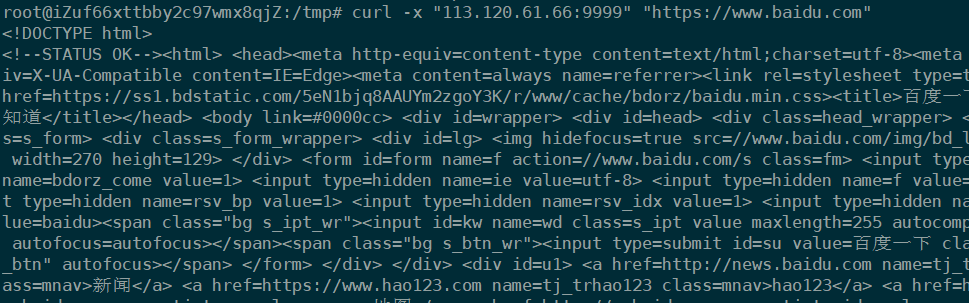 root@iZuf66xttbby2c97wmx8qjZ:/tmp# curl -x "113.120.61.66:9999" "https://www.baidu.com"
<!DOCTYPE html>
<!--STATUS OK--><html> <head><meta http-equiv=content-type content=text/html;charset=utf-8><meta
iv=X-UA-Compatible content=IE=Edge><meta content=always name=referrer><link rel=stylesheet type=t
href=https://ss1.bdstatic.com/5eN1bjq8AAUYm2zgoY3K/r/www/cache/bdorz/baidu.min.css><title>百度一下
知道</title></head> <body link=#0000cc> <div id=wrapper> <div id=head> <div class=head_wrapper> <
s=s_form> <div class=s_form_wrapper> <div id=lg> <img hidefocus=true src=//www.baidu.com/img/bd_l
width=270 height=129> </div> <form id=form name=f action=//www.baidu.com/s class=fm> <input type
name=bdorz_come value=1> <input type=hidden name=ie value=utf-8> <input type=hidden name=f value=
t type=hidden name=rsv_bp value=1> <input type=hidden name=rsv_idx value=1> <input type=hidden na
lue=baidu><span class="bg s_ipt_wr"><input id=kw name=wd class=s_ipt value maxlength=255 autocomp
autofocus=autofocus></span><span class="bg s_btn_wr"><input type=submit id=su value=百度一下 cla
_btn" autofocus></span> </form> </div> </div> <div id=u1> <a href=http://news.baidu.com name=tj_t
ass=mnav>新闻</a> <a href=https://www.hao123.com name=tj_trhao123 class=mnav>hao123</a> <a href=h